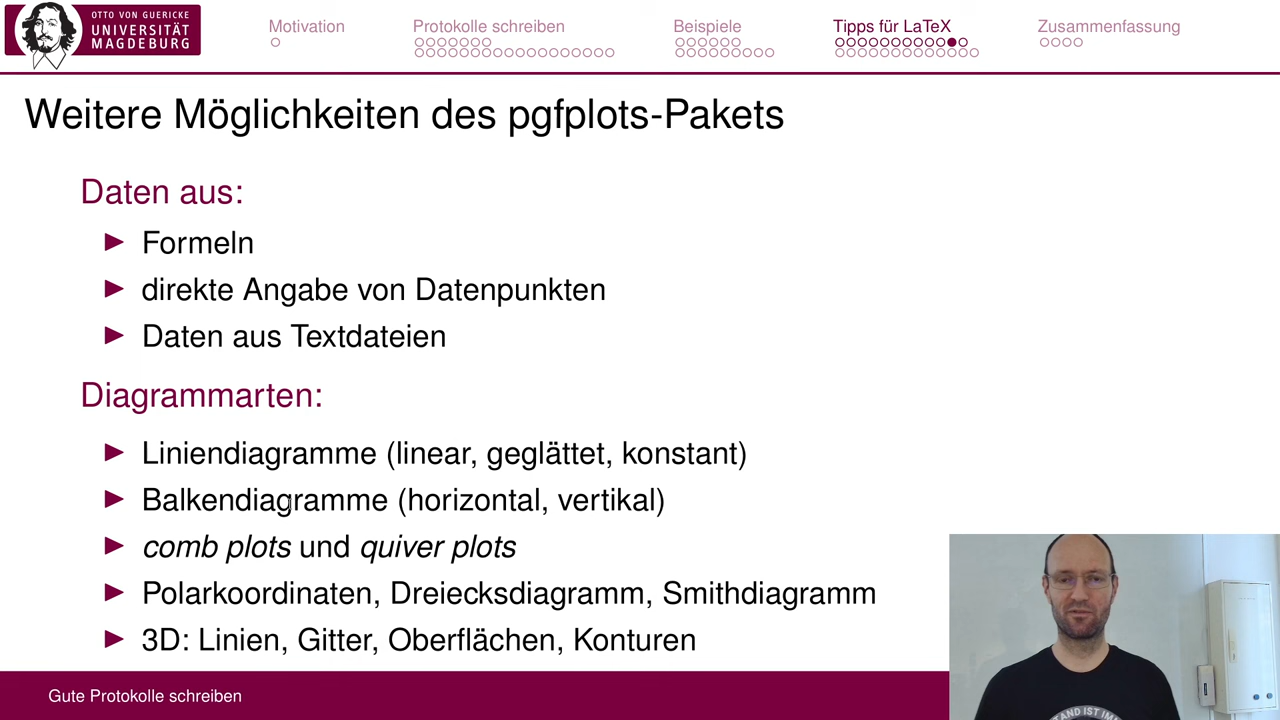 OTTO VON GUERICKE
UNIVERSITÄT
MAGDEBURG
Motivation
Protokolle schreiben
Beispiele
Tipps für LaTeX
Zusammenfassung
Weitere Möglichkeiten des pgfplots-Pakets
Daten aus:
Formeln
direkte Angabe von Datenpunkten
Daten aus Textdateien
Diagrammarten:
Liniendiagramme (linear, geglättet, konstant)
Balkendiagramme (horizontal, vertikal)
comb plots und quiver plots
Polarkoordinaten, Dreiecksdiagramm, Smithdiagramm
3D: Linien, Gitter, Oberflächen, Konturen
Gute Protokolle schreiben